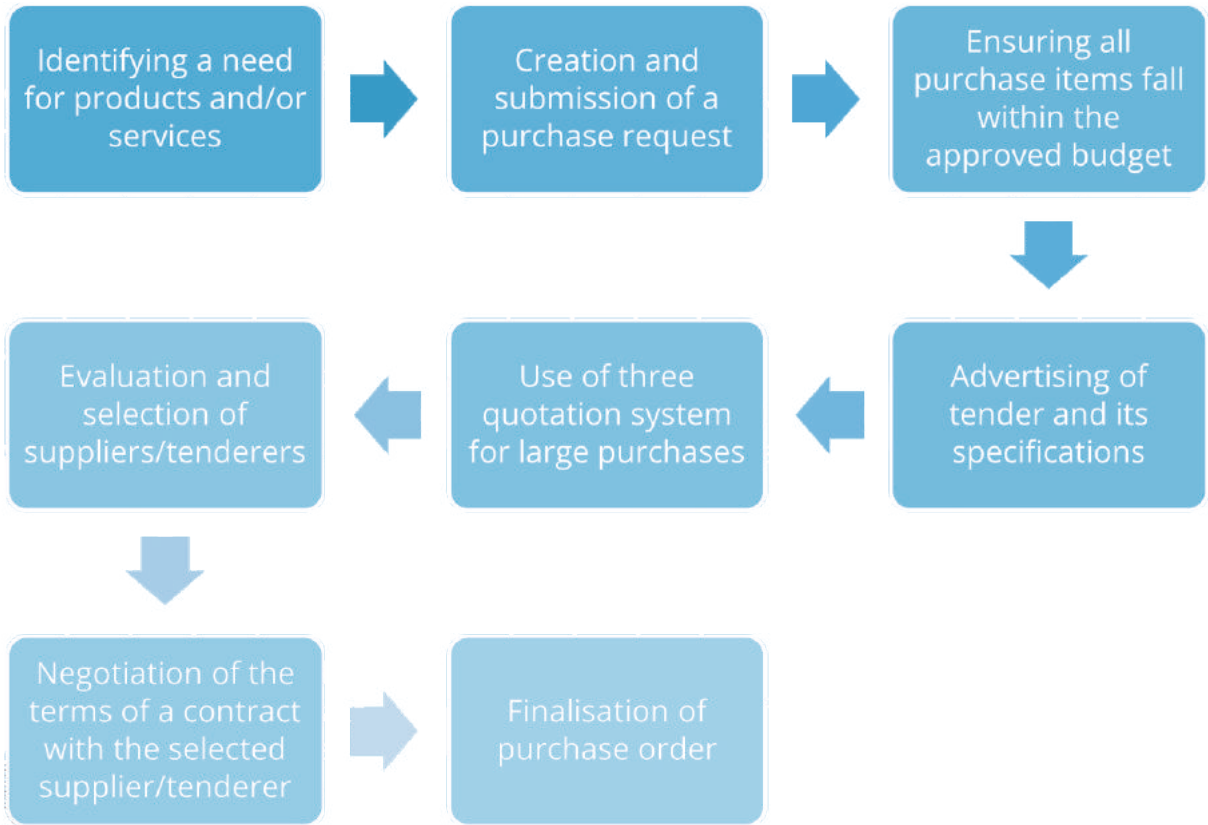 Identifying a need
for products and/or
services
Creation and
submission of a
purchase request
Ensuring all
purchase items fall
within the
approved budget
Advertising of
tender and its
specifications
Use of three
quotation system
for large purchases
Evaluation and
selection of
suppliers/tenderers
Negotiation of the
terms of a contract
with the selected
supplier/tenderer
Finalisation of
purchase order